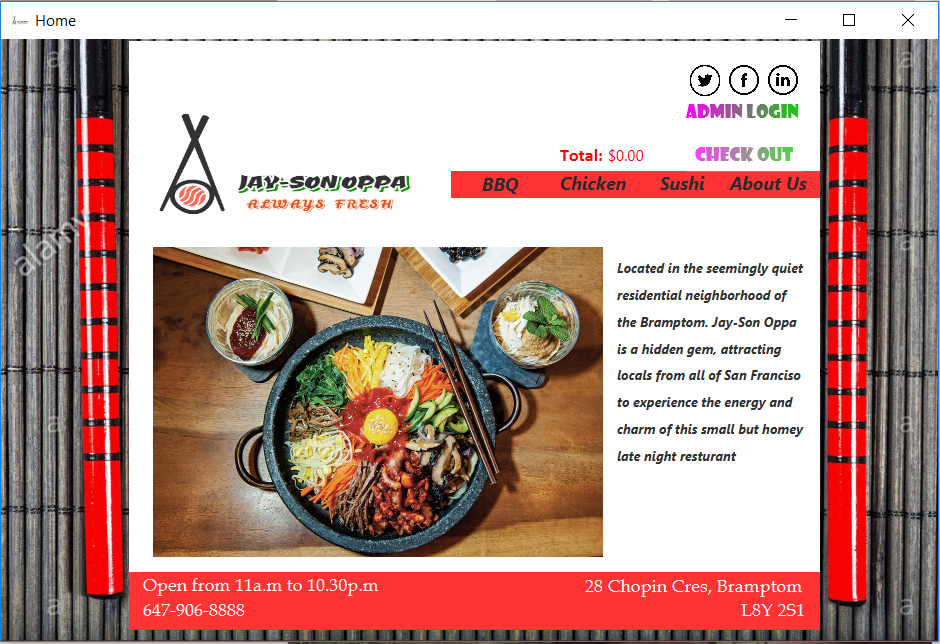 Home
ADMIN LOGIN
Total: $0.00
CHECK OUT
JAY-SON OPPA
ALWAYS FRESH
BBQ
Chicken
Sushi
About Us
alamy
a
a
a
a
a
a
Located in the seemingly quiet
residential neighborhood of
the Bramptom. Jay-Son Oppa
is a hidden gem, attracting
locals from all of San Franciso
to experience the energy and
charm of this small but homey
late night resturant
Open from 11a.m to 10.30p.m
647-906-8888
28 Chopin Cres, Bramptom
L8Y 2S1